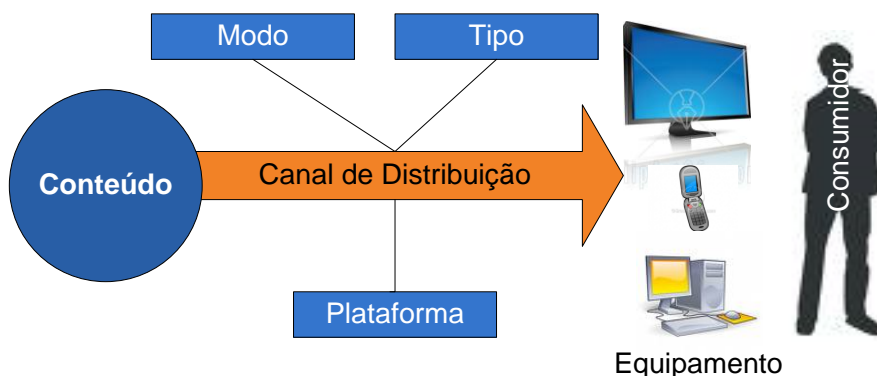 Modo
Tipo
Conteúdo
Canal de Distribuição
Plataforma
Consumidor
Equipamento